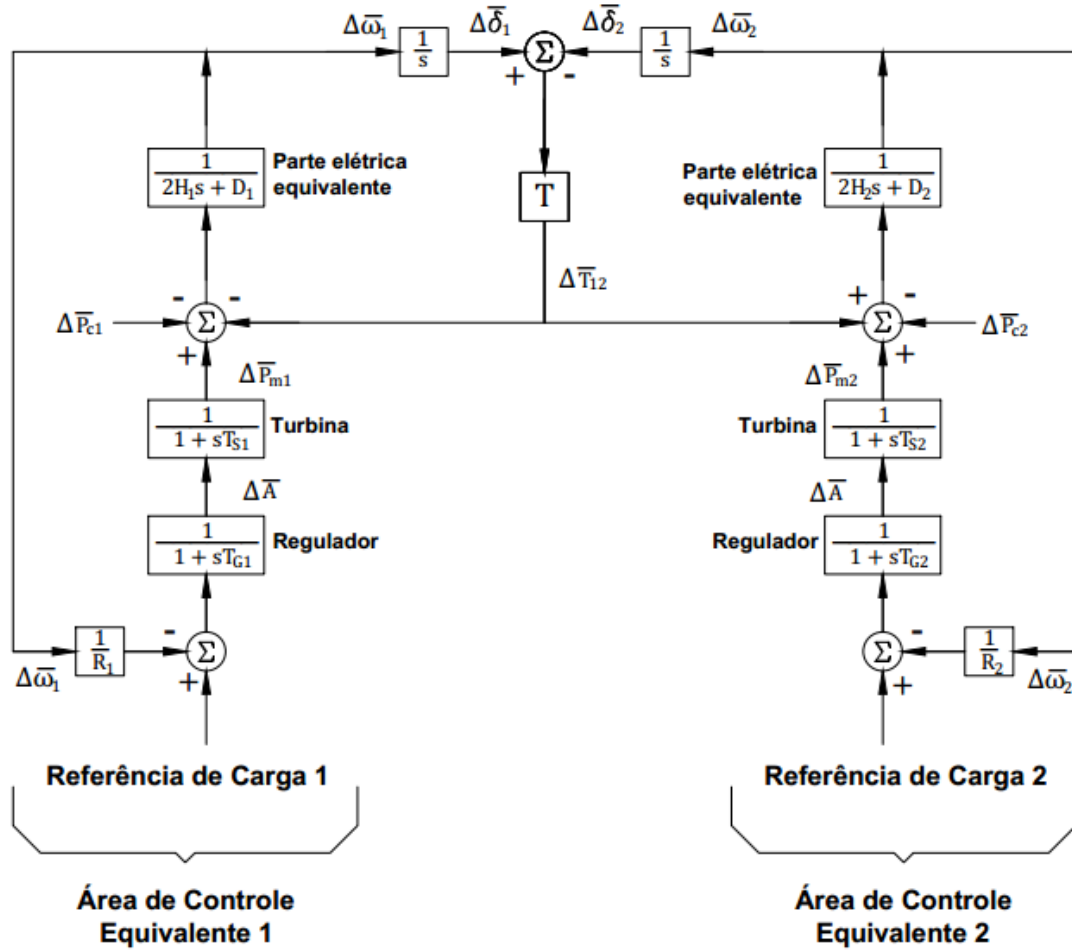 Δω̅₁
1/s
Δδ̅₁
Σ
Δδ̅₂
1/s
Δω̅₂
+
-
1/(2H₁s + D₁)
Parte elétrica
equivalente
T
Parte elétrica
equivalente
1/(2H₂s + D₂)
ΔT̅₁₂
-
-
+
-
ΔP̅c1
Σ
Σ
ΔP̅c2
+
+
ΔP̅m1
ΔP̅m2
1/(1 + sTS1)
Turbina
Turbina
1/(1 + sTS2)
ΔA̅
ΔA̅
1/(1 + sTG1)
Regulador
Regulador
1/(1 + sTG2)
1/R₁
-
Σ
Σ
-
1/R₂
Δω̅₁
+
+
Δω̅₂
Referência de Carga 1
Referência de Carga 2
Área de Controle
Equivalente 1
Área de Controle
Equivalente 2